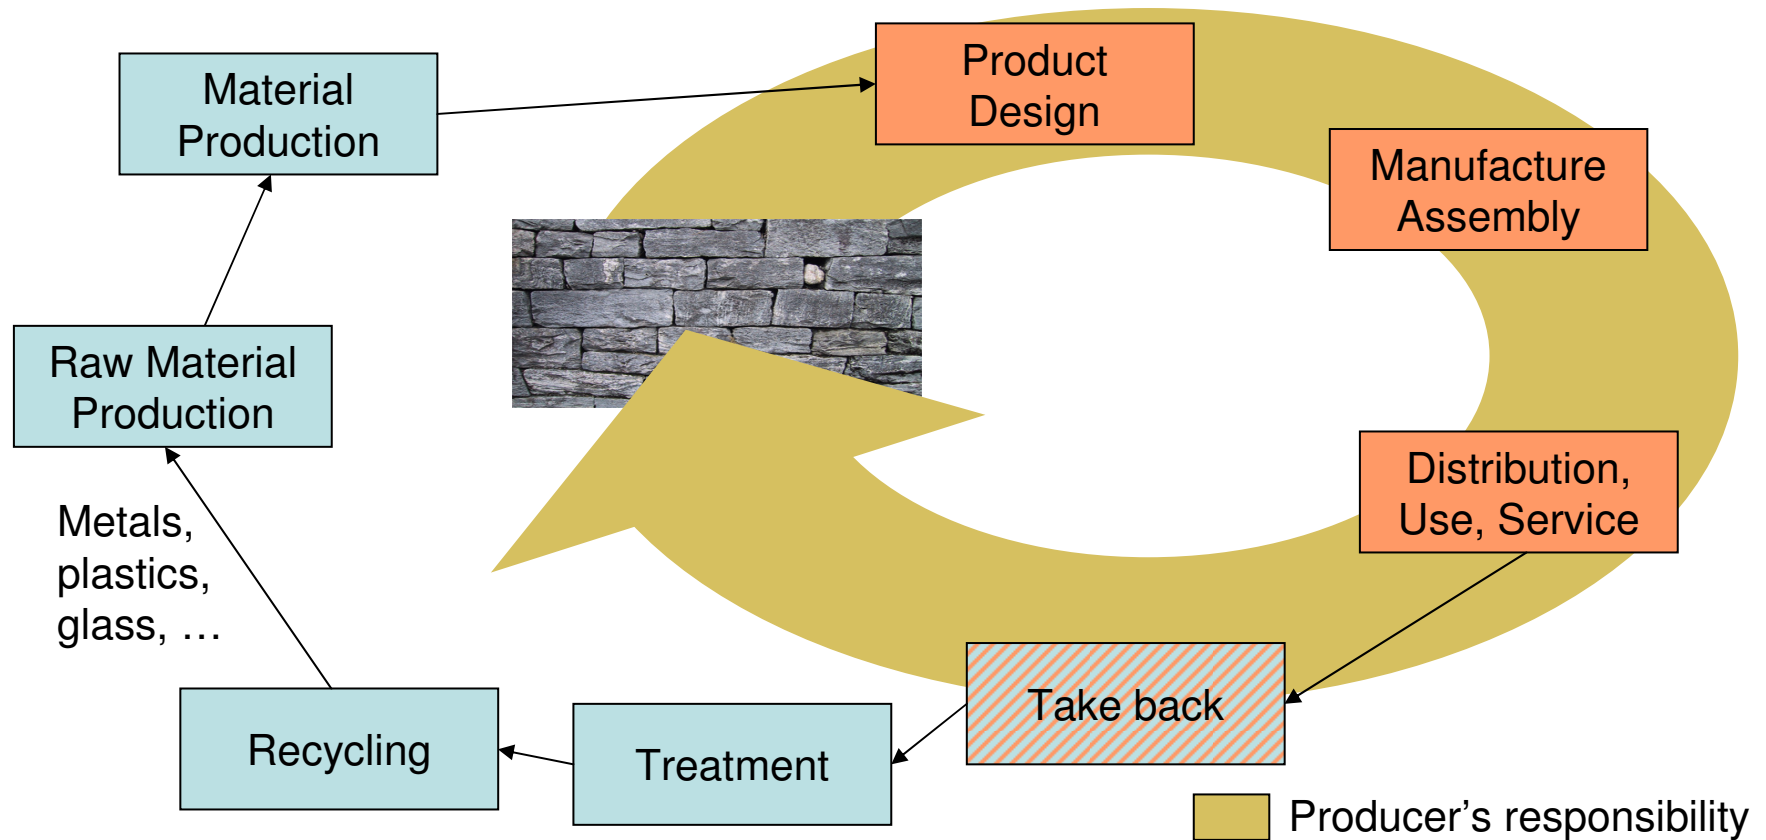 Product
Design
Material
Production
Manufacture
Assembly
Raw Material
Production
Distribution,
Use, Service
Metals,
plastics,
glass, …
Take back
Recycling
Treatment
Producer’s responsibility